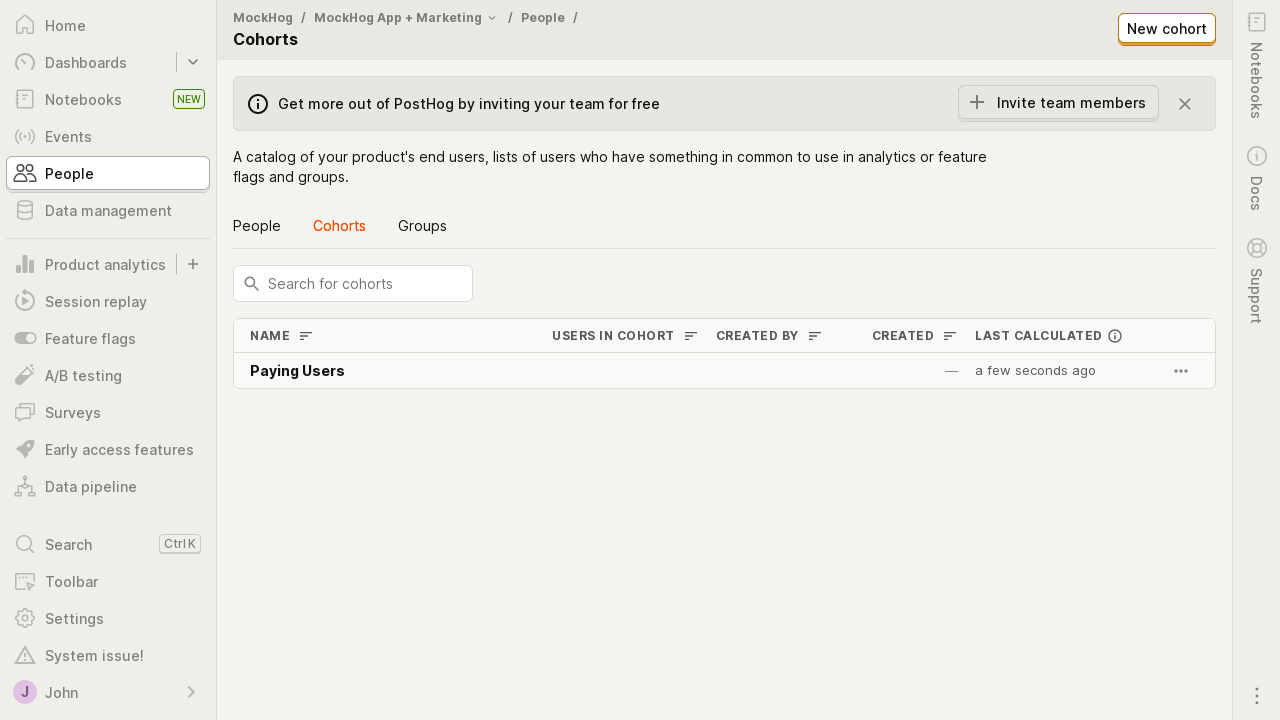 Home
Dashboards
Notebooks NEW
Events
People
Data management
Product analytics
Session replay
Feature flags
A/B testing
Surveys
Early access features
Data pipeline
Search Ctrl K
Toolbar
Settings
System issue!
J John
MockHog / MockHog App + Marketing / People /
Cohorts
New cohort
Get more out of PostHog by inviting your team for free
Invite team members
A catalog of your product's end users, lists of users who have something in common to use in analytics or feature
flags and groups.
People Cohorts Groups
Search for cohorts
NAME USERS IN COHORT CREATED BY CREATED LAST CALCULATED
Paying Users — a few seconds ago
Notebooks
Docs
Support